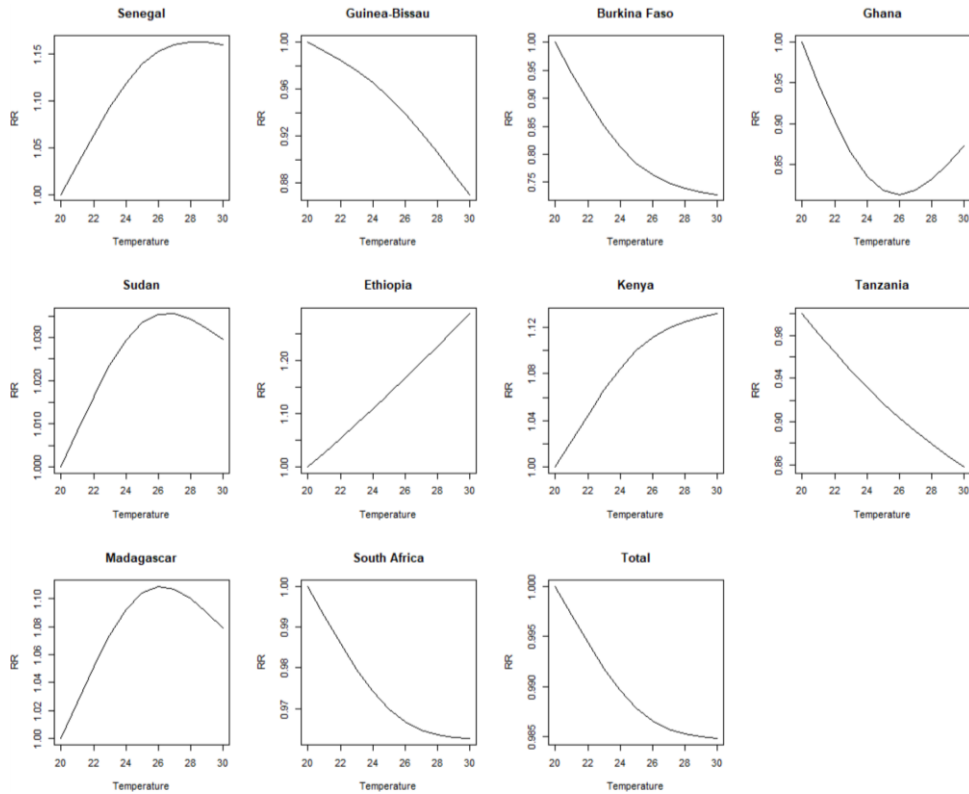 Senegal
RR
1.15
1.10
1.05
1.00
20 22 24 26 28 30
Temperature
Guinea-Bissau
RR
1.00
0.96
0.92
0.88
20 22 24 26 28 30
Temperature
Burkina Faso
RR
1.00
0.95
0.90
0.85
0.80
0.75
20 22 24 26 28 30
Temperature
Ghana
RR
1.00
0.95
0.90
0.85
20 22 24 26 28 30
Temperature
Sudan
RR
1.030
1.020
1.010
1.000
20 22 24 26 28 30
Temperature
Ethiopia
RR
1.20
1.10
1.00
20 22 24 26 28 30
Temperature
Kenya
RR
1.12
1.08
1.04
1.00
20 22 24 26 28 30
Temperature
Tanzania
RR
0.98
0.94
0.90
0.86
20 22 24 26 28 30
Temperature
Madagascar
RR
1.10
1.08
1.06
1.04
1.02
1.00
20 22 24 26 28 30
Temperature
South Africa
RR
1.00
0.99
0.98
0.97
20 22 24 26 28 30
Temperature
Total
RR
1.000
0.995
0.990
0.985
20 22 24 26 28 30
Temperature